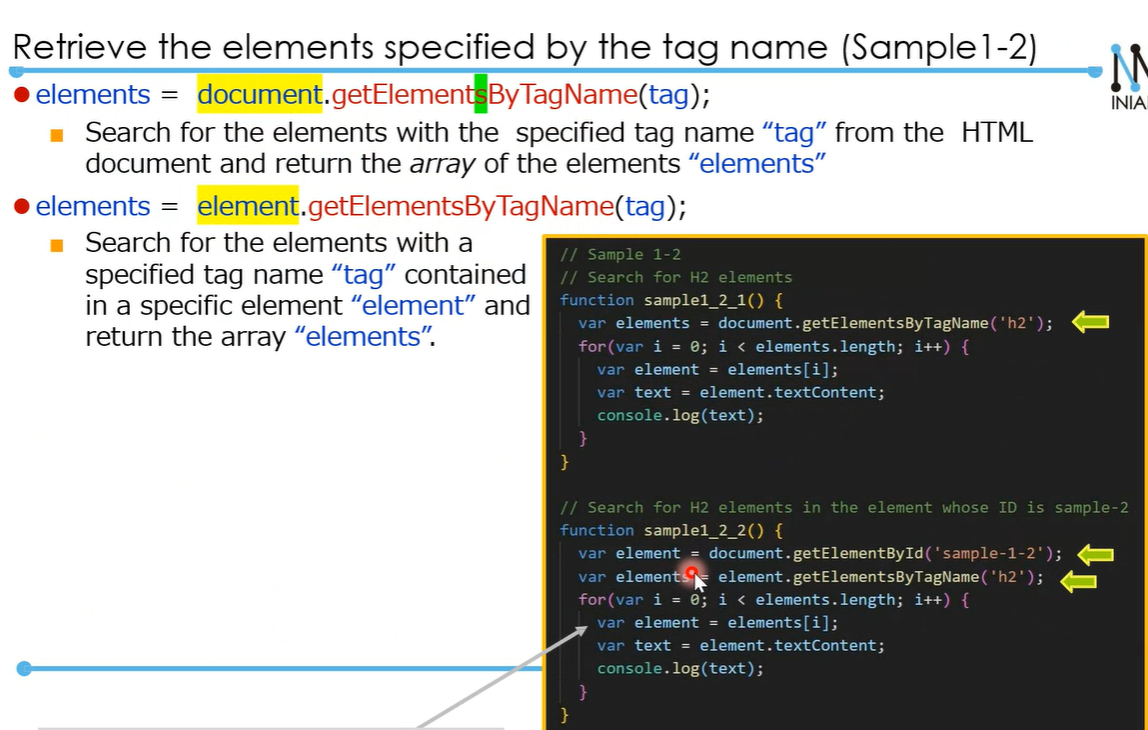 Retrieve the elements specified by the tag name (Sample1-2)
elements = document.getElementsByTagName(tag);
Search for the elements with the specified tag name “tag” from the HTML
document and return the array of the elements “elements”
elements = element.getElementsByTagName(tag);
Search for the elements with a
specified tag name “tag” contained
in a specific element “element” and
return the array “elements”.
// Sample 1-2
// Search for H2 elements
function sample1_2_1() {
var elements = document.getElementsByTagName('h2');
for(var i = 0; i < elements.length; i++) {
var element = elements[i];
var text = element.textContent;
console.log(text);
}
}
// Search for H2 elements in the element whose ID is sample-2
function sample1_2_2() {
var element = document.getElementById('sample-1-2');
var elements = element.getElementsByTagName('h2');
for(var i = 0; i < elements.length; i++) {
var element = elements[i];
var text = element.textContent;
console.log(text);
}
}